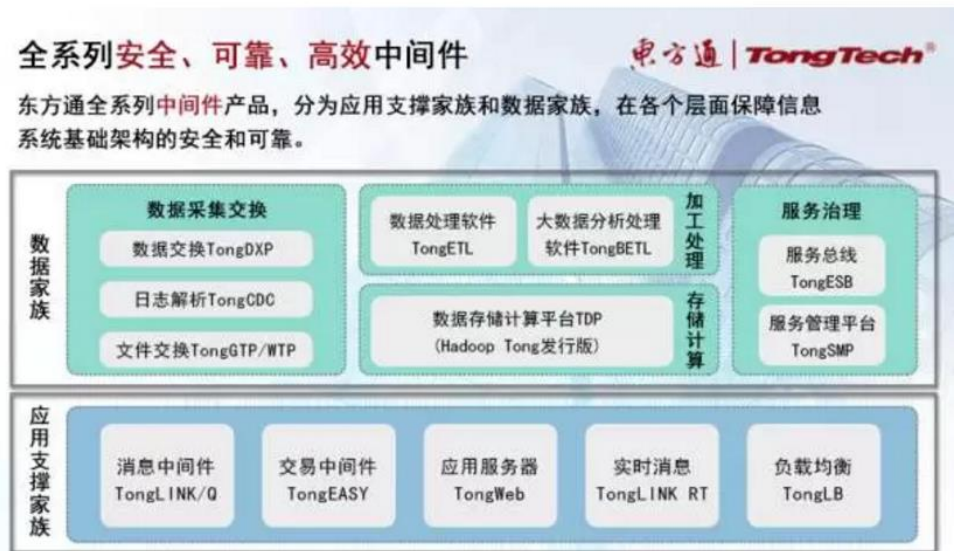 全系列安全、可靠、高效中间件
東方通|TongTech®
东方通全系列中间件产品，分为应用支撑家族和数据家族，在各个层面保障信息
系统基础架构的安全和可靠。
数据家族
数据采集交换
数据交换TongDXP
日志解析TongCDC
文件交换TongGTP/WTP
数据处理软件
TongETL
大数据分析处理
软件TongBETL
加工处理
数据存储计算平台TDP
(Hadoop Tong发行版)
存储计算
服务治理
服务总线
TongESB
服务管理平台
TongSMP
应用支撑家族
消息中间件
TongLINK/Q
交易中间件
TongEASY
应用服务器
TongWeb
实时消息
TongLINK RT
负载均衡
TongLB